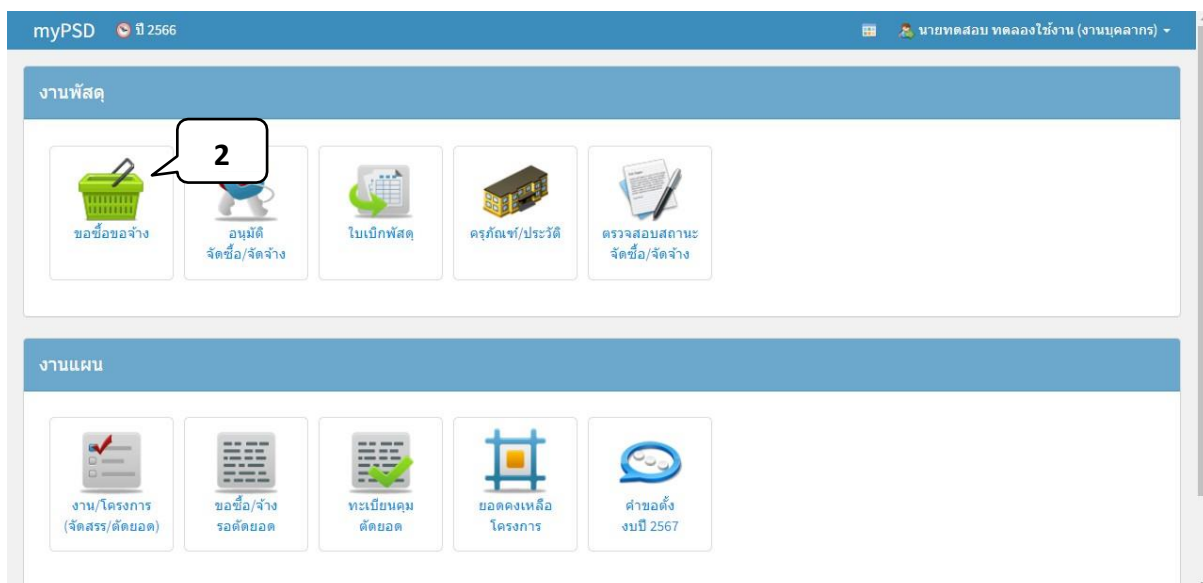 myPSD ปี 2566 นายทดสอบ ทดลองใช้งาน (งานบุคลากร)
งานพัสดุ
2
ขอซื้อขอจ้าง
อนุมัติ
จัดซื้อ/จัดจ้าง
ใบเบิกพัสดุ
ครุภัณฑ์/ประวัติ
ตรวจสอบสถานะ
จัดซื้อ/จัดจ้าง
งานแผน
งาน/โครงการ
(จัดสรร/ตัดยอด)
ขอซื้อ/จ้าง
รอตัดยอด
ทะเบียนคุม
ตัดยอด
ยอดคงเหลือ
โครงการ
คำขอตั้ง
งบปี 2567